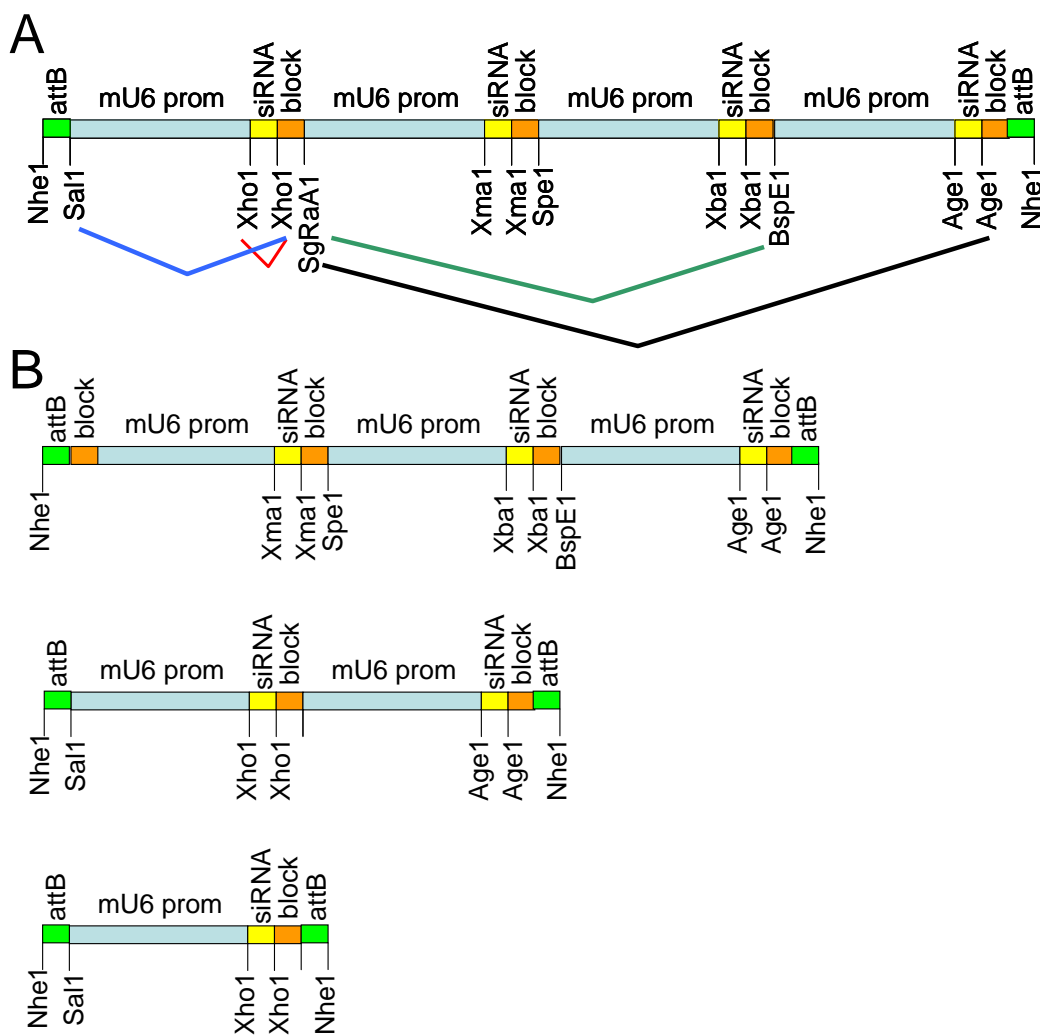 A
attB mU6 prom siRNA block mU6 prom siRNA block mU6 prom siRNA block mU6 prom siRNA block attB
Nhe1 Sal1 Xho1 Xho1 SgRaA1 Xma1 Xma1 Spe1 Xba1 Xba1 BspE1 Age1 Age1 Nhe1
B
attB block mU6 prom siRNA block mU6 prom siRNA block mU6 prom siRNA block attB
Nhe1 Xma1 Xma1 Spe1 Xba1 Xba1 BspE1 Age1 Age1 Nhe1
attB mU6 prom siRNA block mU6 prom siRNA block attB
Nhe1 Sal1 Xho1 Xho1 Age1 Age1 Nhe1
attB mU6 prom siRNA block attB
Nhe1 Sal1 Xho1 Xho1 Nhe1